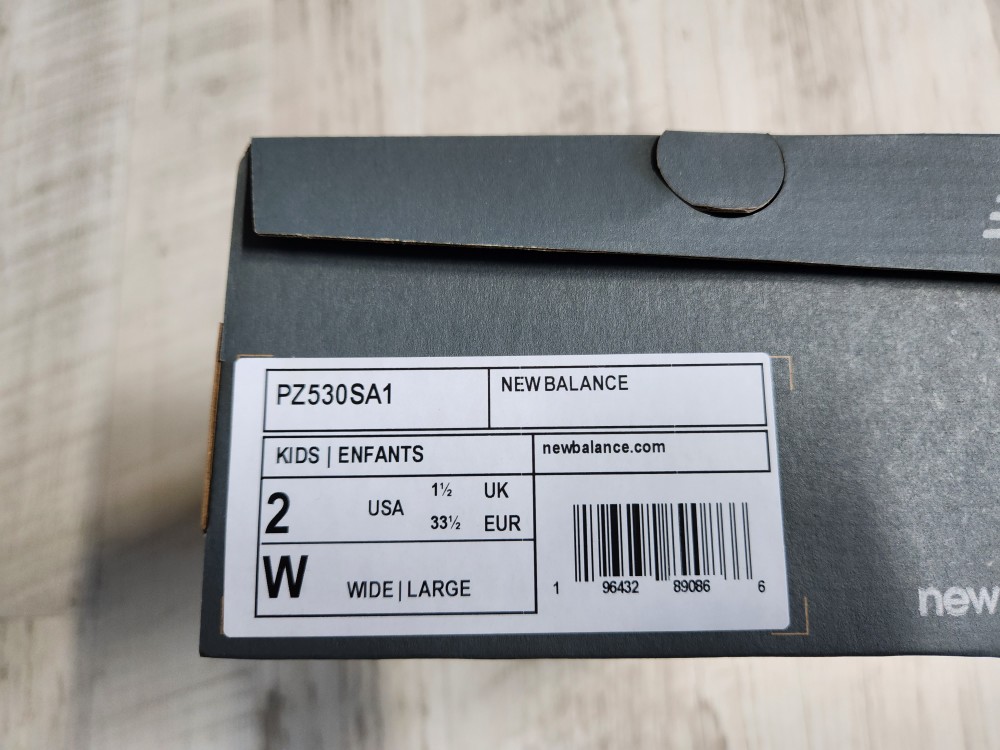 PZ530SA1
NEW BALANCE
KIDS | ENFANTS
newbalance.com
2 USA 1½ UK
33½ EUR
W WIDE | LARGE
1 96432 89086 6
new